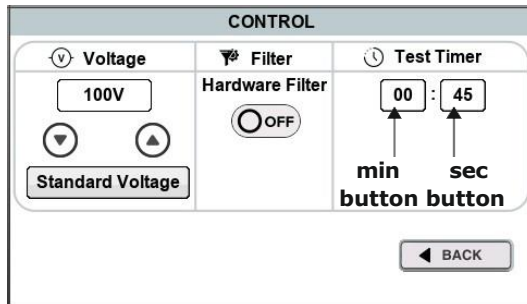 CONTROL
Voltage
Filter
Test Timer
100V
Hardware Filter
00 : 45
OFF
Standard Voltage
min sec
button button
BACK